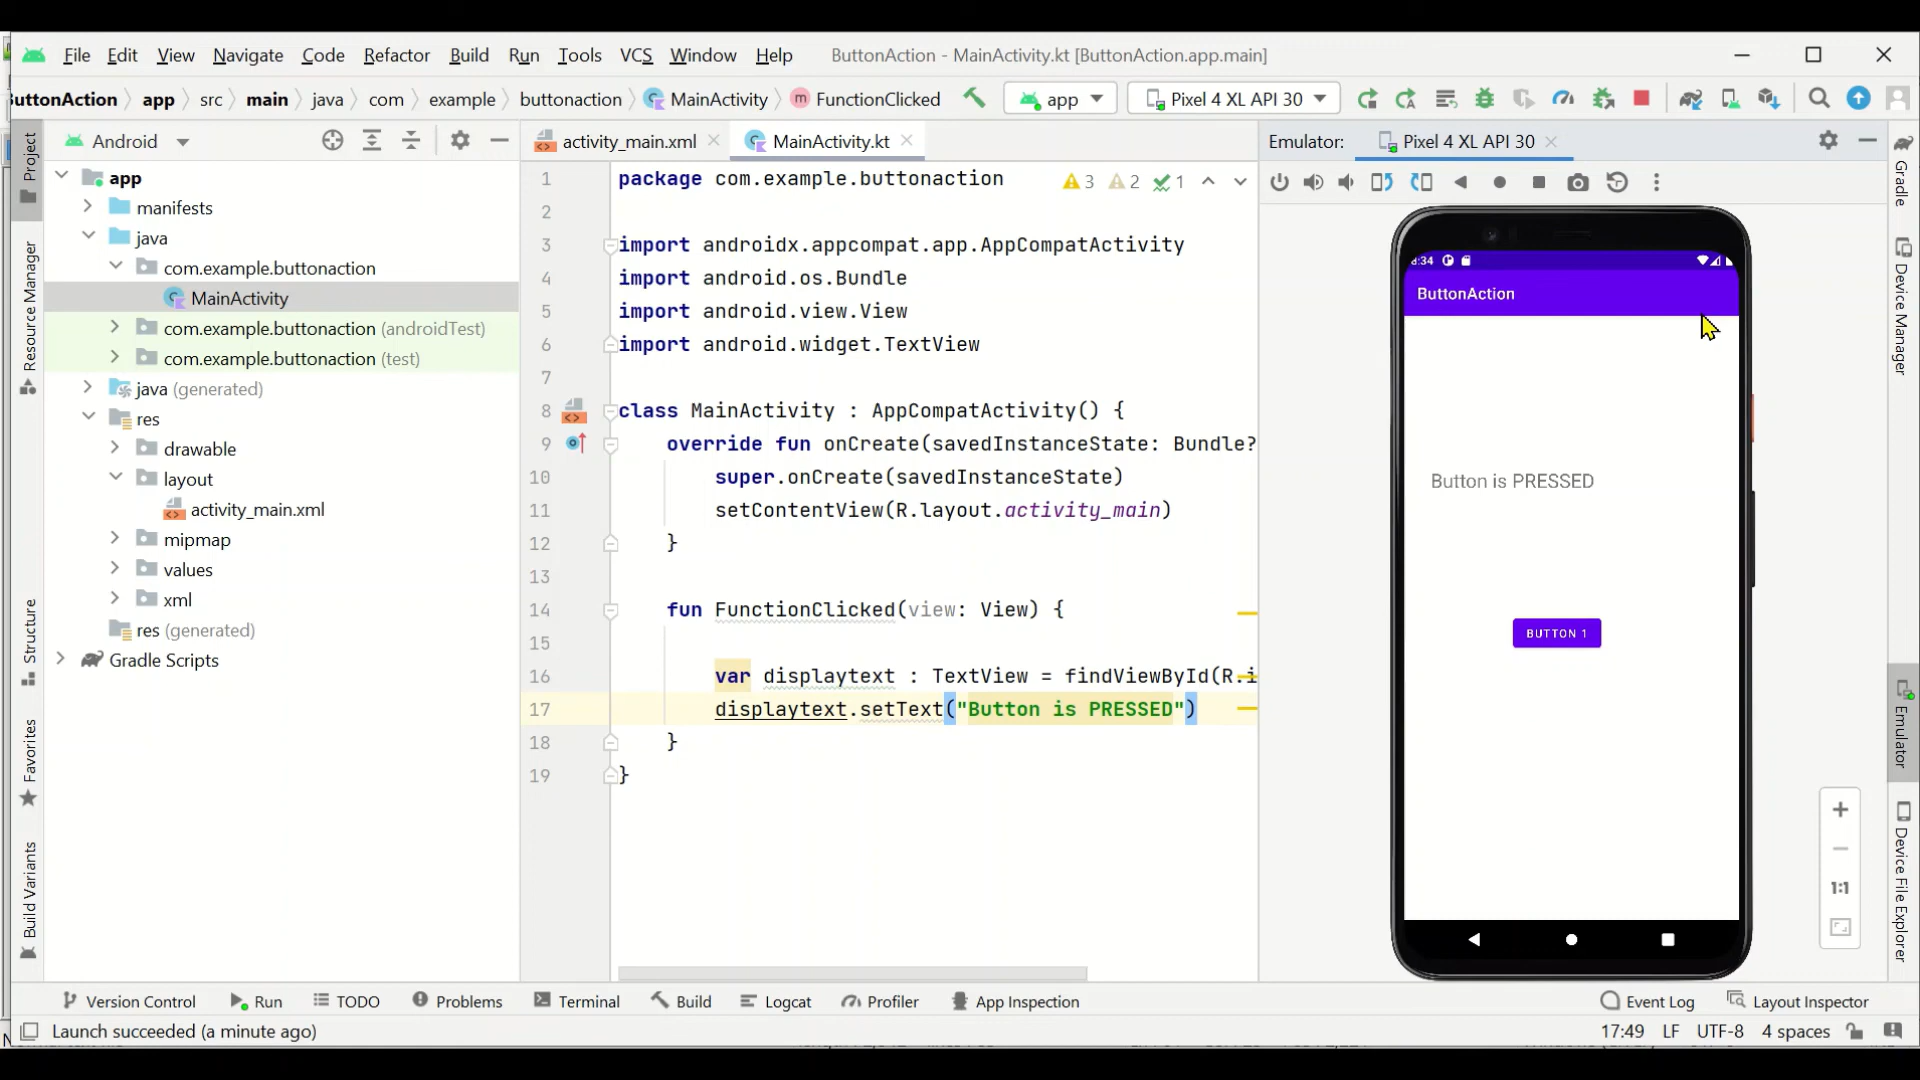 File Edit View Navigate Code Refactor Build Run Tools VCS Window Help ButtonAction - MainActivity.kt [ButtonAction.app.main]
ButtonAction app src main java com example buttonaction MainActivity FunctionClicked app Pixel 4 XL API 30
Android
activity_main.xml MainActivity.kt
Emulator: Pixel 4 XL API 30
Project
Resource Manager
Structure
Favorites
Build Variants
app
manifests
java
com.example.buttonaction
MainActivity
com.example.buttonaction (androidTest)
com.example.buttonaction (test)
java (generated)
res
drawable
layout
activity_main.xml
mipmap
values
xml
res (generated)
Gradle Scripts
3 2 1
1 package com.example.buttonaction
2
3 import androidx.appcompat.app.AppCompatActivity
4 import android.os.Bundle
5 import android.view.View
6 import android.widget.TextView
7
8 class MainActivity : AppCompatActivity() {
9 override fun onCreate(savedInstanceState: Bundle?
10 super.onCreate(savedInstanceState)
11 setContentView(R.layout.activity_main)
12 }
13
14 fun FunctionClicked(view: View) {
15
16 var displaytext : TextView = findViewById(R.i
17 displaytext.setText("Button is PRESSED")
18 }
19 }
8:34
ButtonAction
Button is PRESSED
BUTTON 1
1:1
Gradle
Device Manager
Emulator
Device File Explorer
Version Control Run TODO Problems Terminal Build Logcat Profiler App Inspection Event Log Layout Inspector
Launch succeeded (a minute ago) 17:49 LF UTF-8 4 spaces